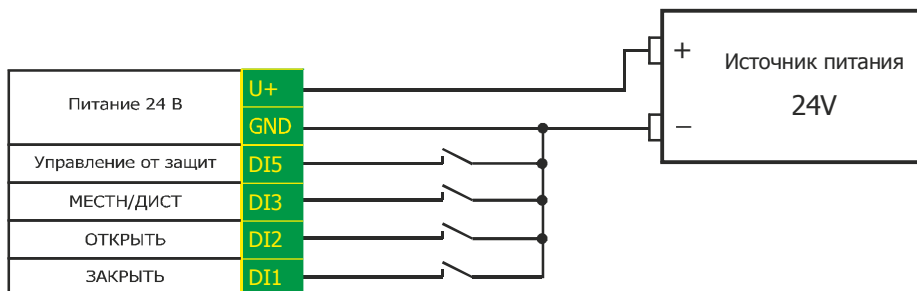 Питание 24 В
U+
GND
Управление от защит
DI5
МЕСТН/ДИСТ
DI3
ОТКРЫТЬ
DI2
ЗАКРЫТЬ
DI1
+
−
Источник питания
24V